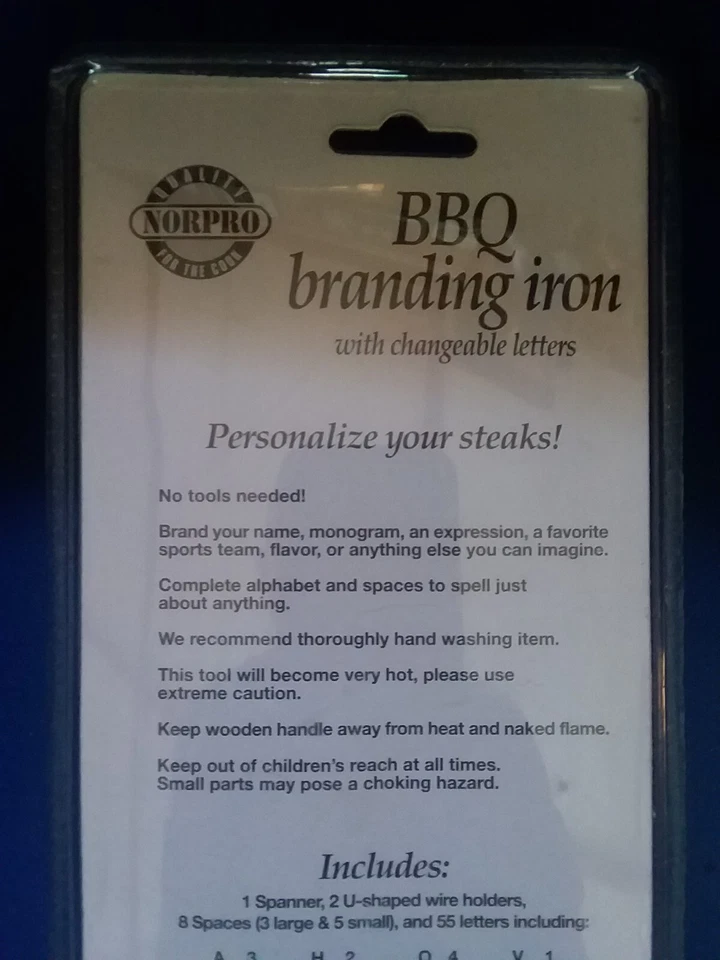 QUALITY
NORPRO
FOR THE COOK
BBQ
branding iron
with changeable letters
Personalize your steaks!
No tools needed!
Brand your name, monogram, an expression, a favorite
sports team, flavor, or anything else you can imagine.
Complete alphabet and spaces to spell just
about anything.
We recommend thoroughly hand washing item.
This tool will become very hot, please use
extreme caution.
Keep wooden handle away from heat and naked flame.
Keep out of children's reach at all times.
Small parts may pose a choking hazard.
Includes:
1 Spanner, 2 U-shaped wire holders,
8 Spaces (3 large & 5 small), and 55 letters including:
A 3 H 2 O 4 V 1